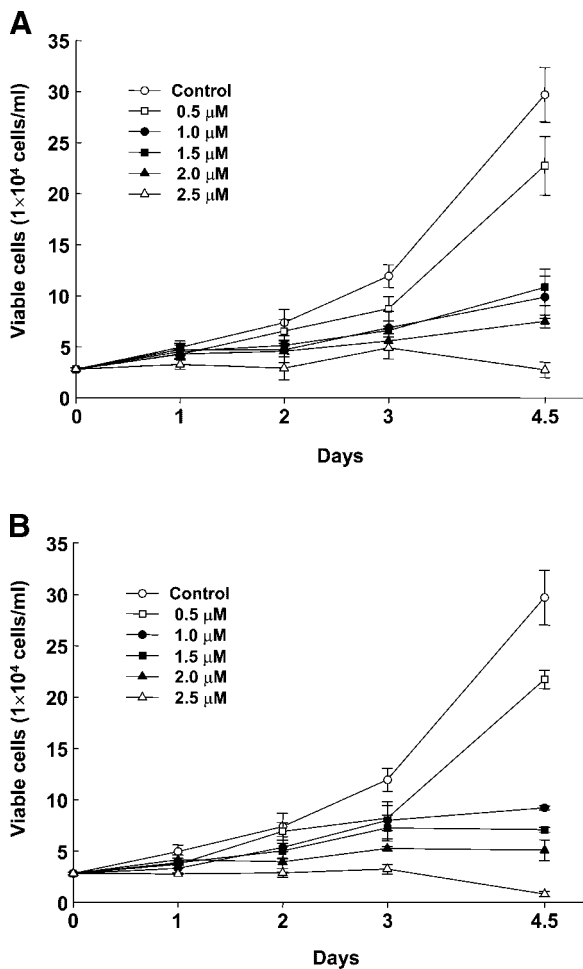 A
Viable cells (1×10⁴ cells/ml)
35
30
25
20
15
10
5
0
Control
0.5 μM
1.0 μM
1.5 μM
2.0 μM
2.5 μM
0 1 2 3 4.5
Days
B
Viable cells (1×10⁴ cells/ml)
35
30
25
20
15
10
5
0
Control
0.5 μM
1.0 μM
1.5 μM
2.0 μM
2.5 μM
0 1 2 3 4.5
Days